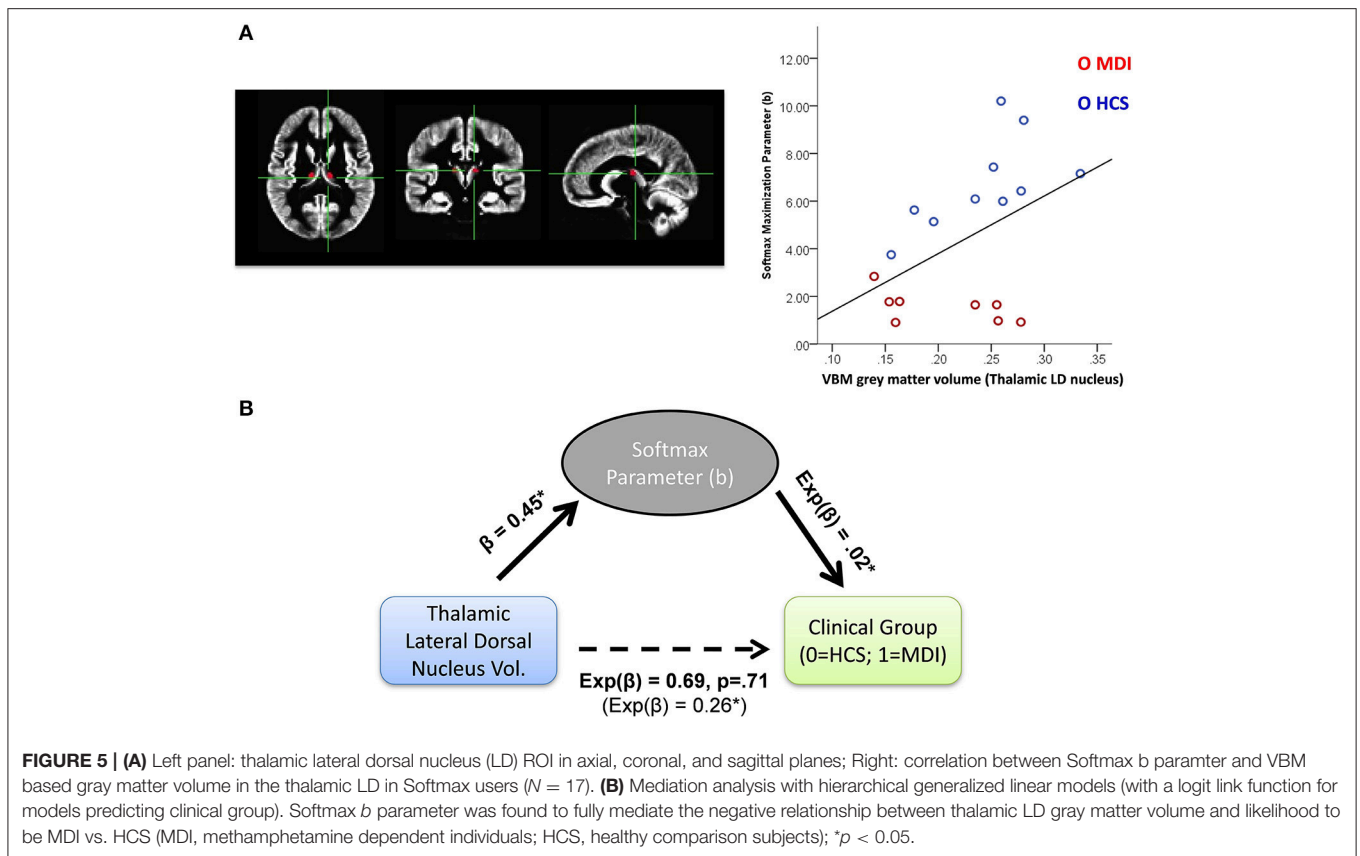 A
O MDI
O HCS
12.00
10.00
8.00
6.00
4.00
2.00
.00
Softmax Maximization Parameter (b)
.10 .15 .20 .25 .30 .35
VBM grey matter volume (Thalamic LD nucleus)
B
Softmax
Parameter (b)
β = 0.45*
Exp(β) = .02*
Thalamic
Lateral Dorsal
Nucleus Vol.
Clinical Group
(0=HCS; 1=MDI)
Exp(β) = 0.69, p=.71
(Exp(β) = 0.26*)
FIGURE 5 | (A) Left panel: thalamic lateral dorsal nucleus (LD) ROI in axial, coronal, and sagittal planes; Right: correlation between Softmax b paramter and VBM
based gray matter volume in the thalamic LD in Softmax users (N = 17). (B) Mediation analysis with hierarchical generalized linear models (with a logit link function for
models predicting clinical group). Softmax b parameter was found to fully mediate the negative relationship between thalamic LD gray matter volume and likelihood to
be MDI vs. HCS (MDI, methamphetamine dependent individuals; HCS, healthy comparison subjects); *p < 0.05.